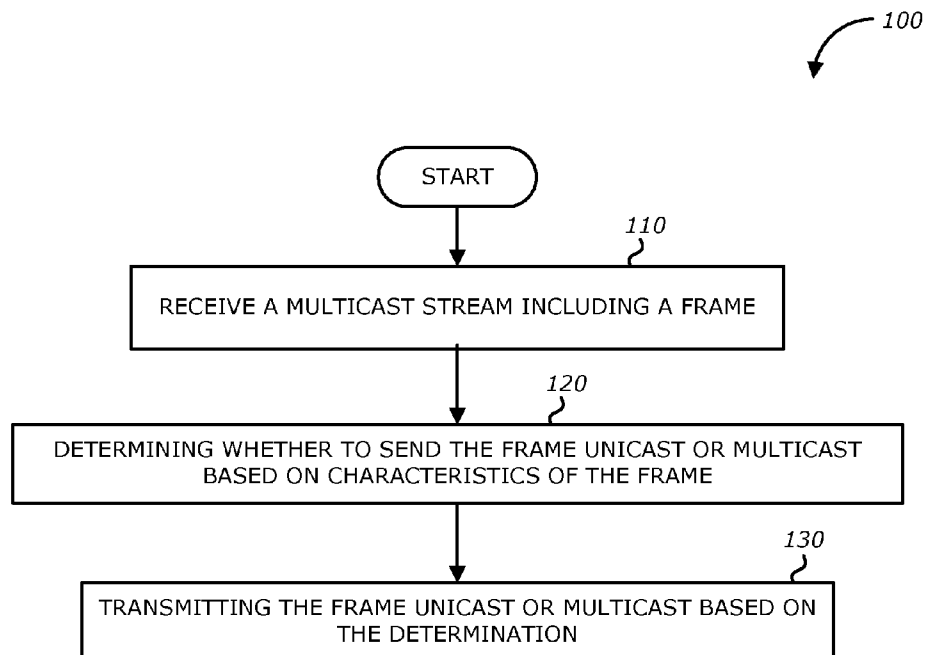 100
START
110
RECEIVE A MULTICAST STREAM INCLUDING A FRAME
120
DETERMINING WHETHER TO SEND THE FRAME UNICAST OR MULTICAST
BASED ON CHARACTERISTICS OF THE FRAME
130
TRANSMITTING THE FRAME UNICAST OR MULTICAST BASED ON
THE DETERMINATION